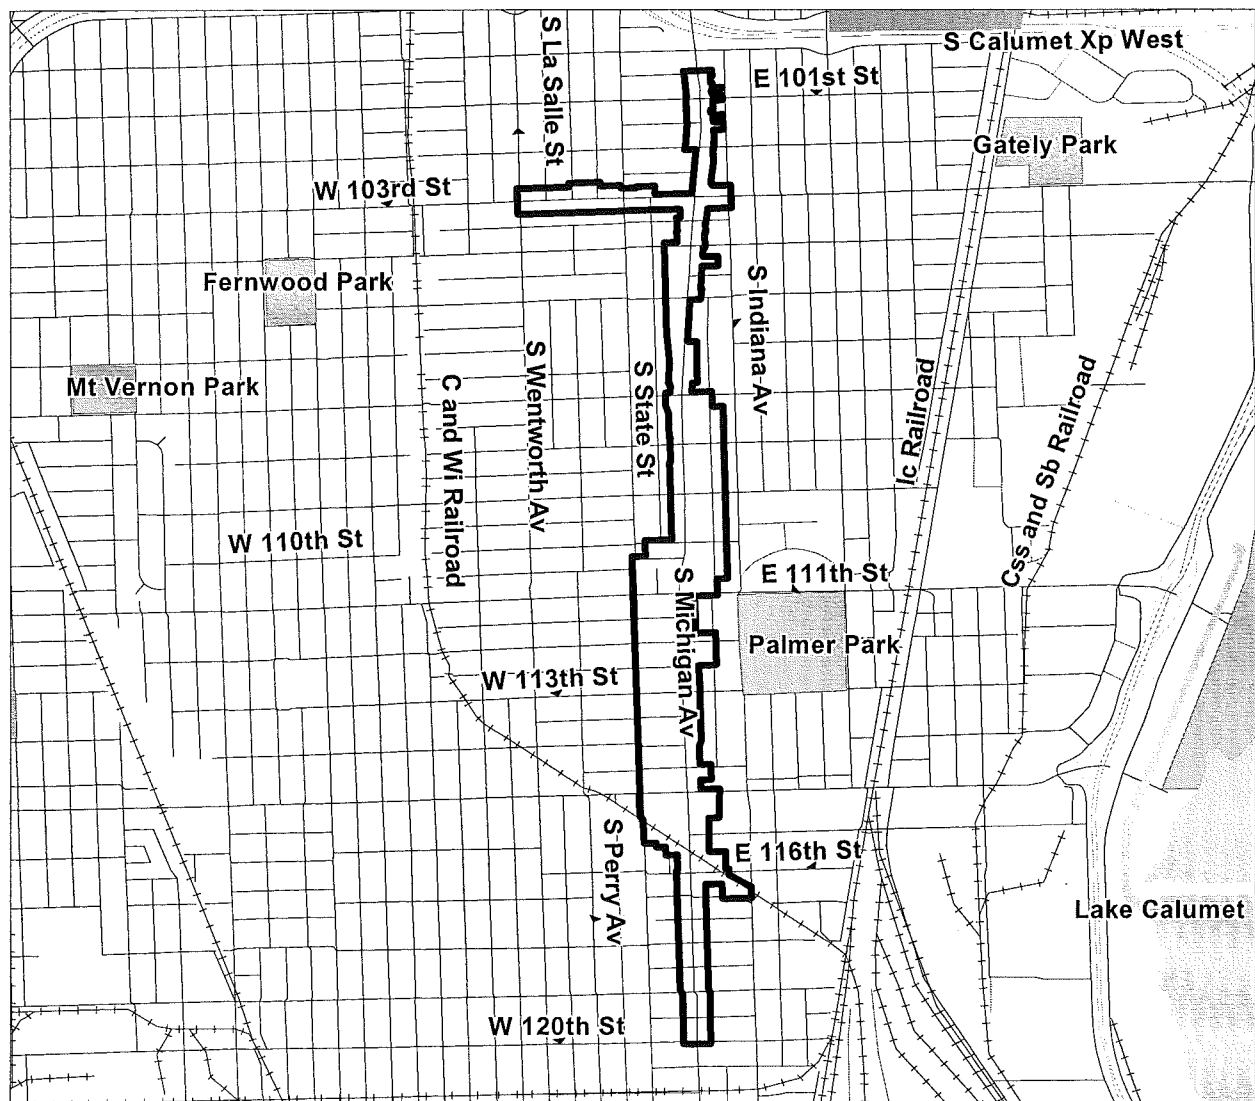 S Calumet Xp West
S La Salle St
E 101st St
Gately Park
W 103rd St
Fernwood Park
S Indiana Av
Mt Vernon Park
S Wentworth Av
S State St
C and Wi Railroad
Ic Railroad
Css and Sb Railroad
W 110th St
E 111th St
S Michigan Av
Palmer Park
W 113th St
S Perry Av
E 116th St
Lake Calumet
W 120th St